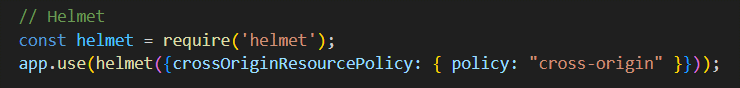 // Helmet
const helmet = require('helmet');
app.use(helmet({crossOriginResourcePolicy: { policy: "cross-origin" }}));